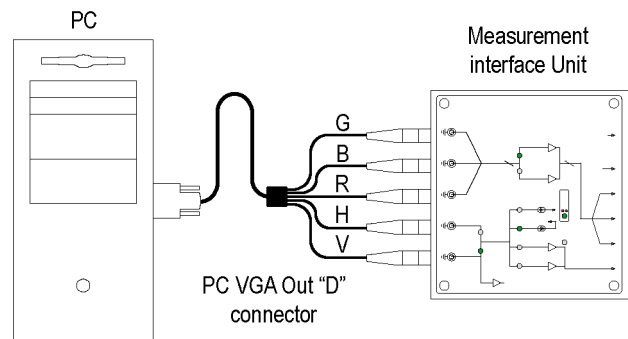 PC
Measurement
interface Unit
G
B
R
H
V
PC VGA Out “D”
connector